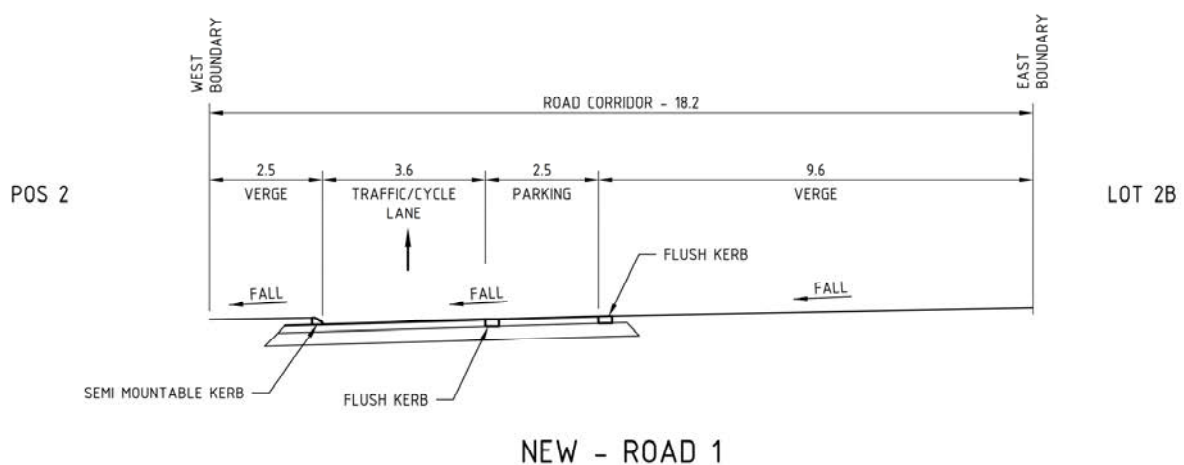 WEST
BOUNDARY
EAST
BOUNDARY
ROAD CORRIDOR - 18.2
2.5
3.6
2.5
9.6
VERGE
TRAFFIC/CYCLE
LANE
PARKING
VERGE
POS 2
LOT 2B
FLUSH KERB
FALL
FALL
FALL
SEMI MOUNTABLE KERB
FLUSH KERB
NEW - ROAD 1